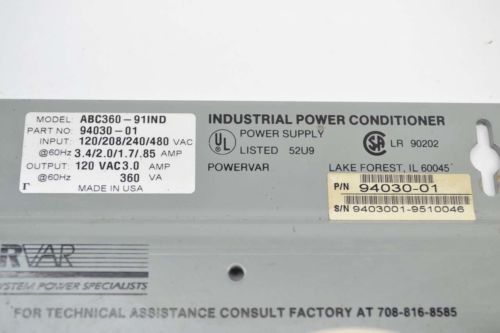 MODEL: ABC360-91IND
PART NO: 94030-01
INPUT: 120/208/240/480 VAC
@60Hz 3.4/2.0/1.7/.85 AMP
OUTPUT: 120 VAC 3.0 AMP
@60Hz 360 VA
MADE IN USA
INDUSTRIAL POWER CONDITIONER
UL POWER SUPPLY
LISTED 52U9
SA LR 90202
POWERVAR LAKE FOREST, IL 60045
P/N 94030-01
S/N 9403001-9510046
RVAR
YSTEM POWER SPECIALISTS
FOR TECHNICAL ASSISTANCE CONSULT FACTORY AT 708-816-8585